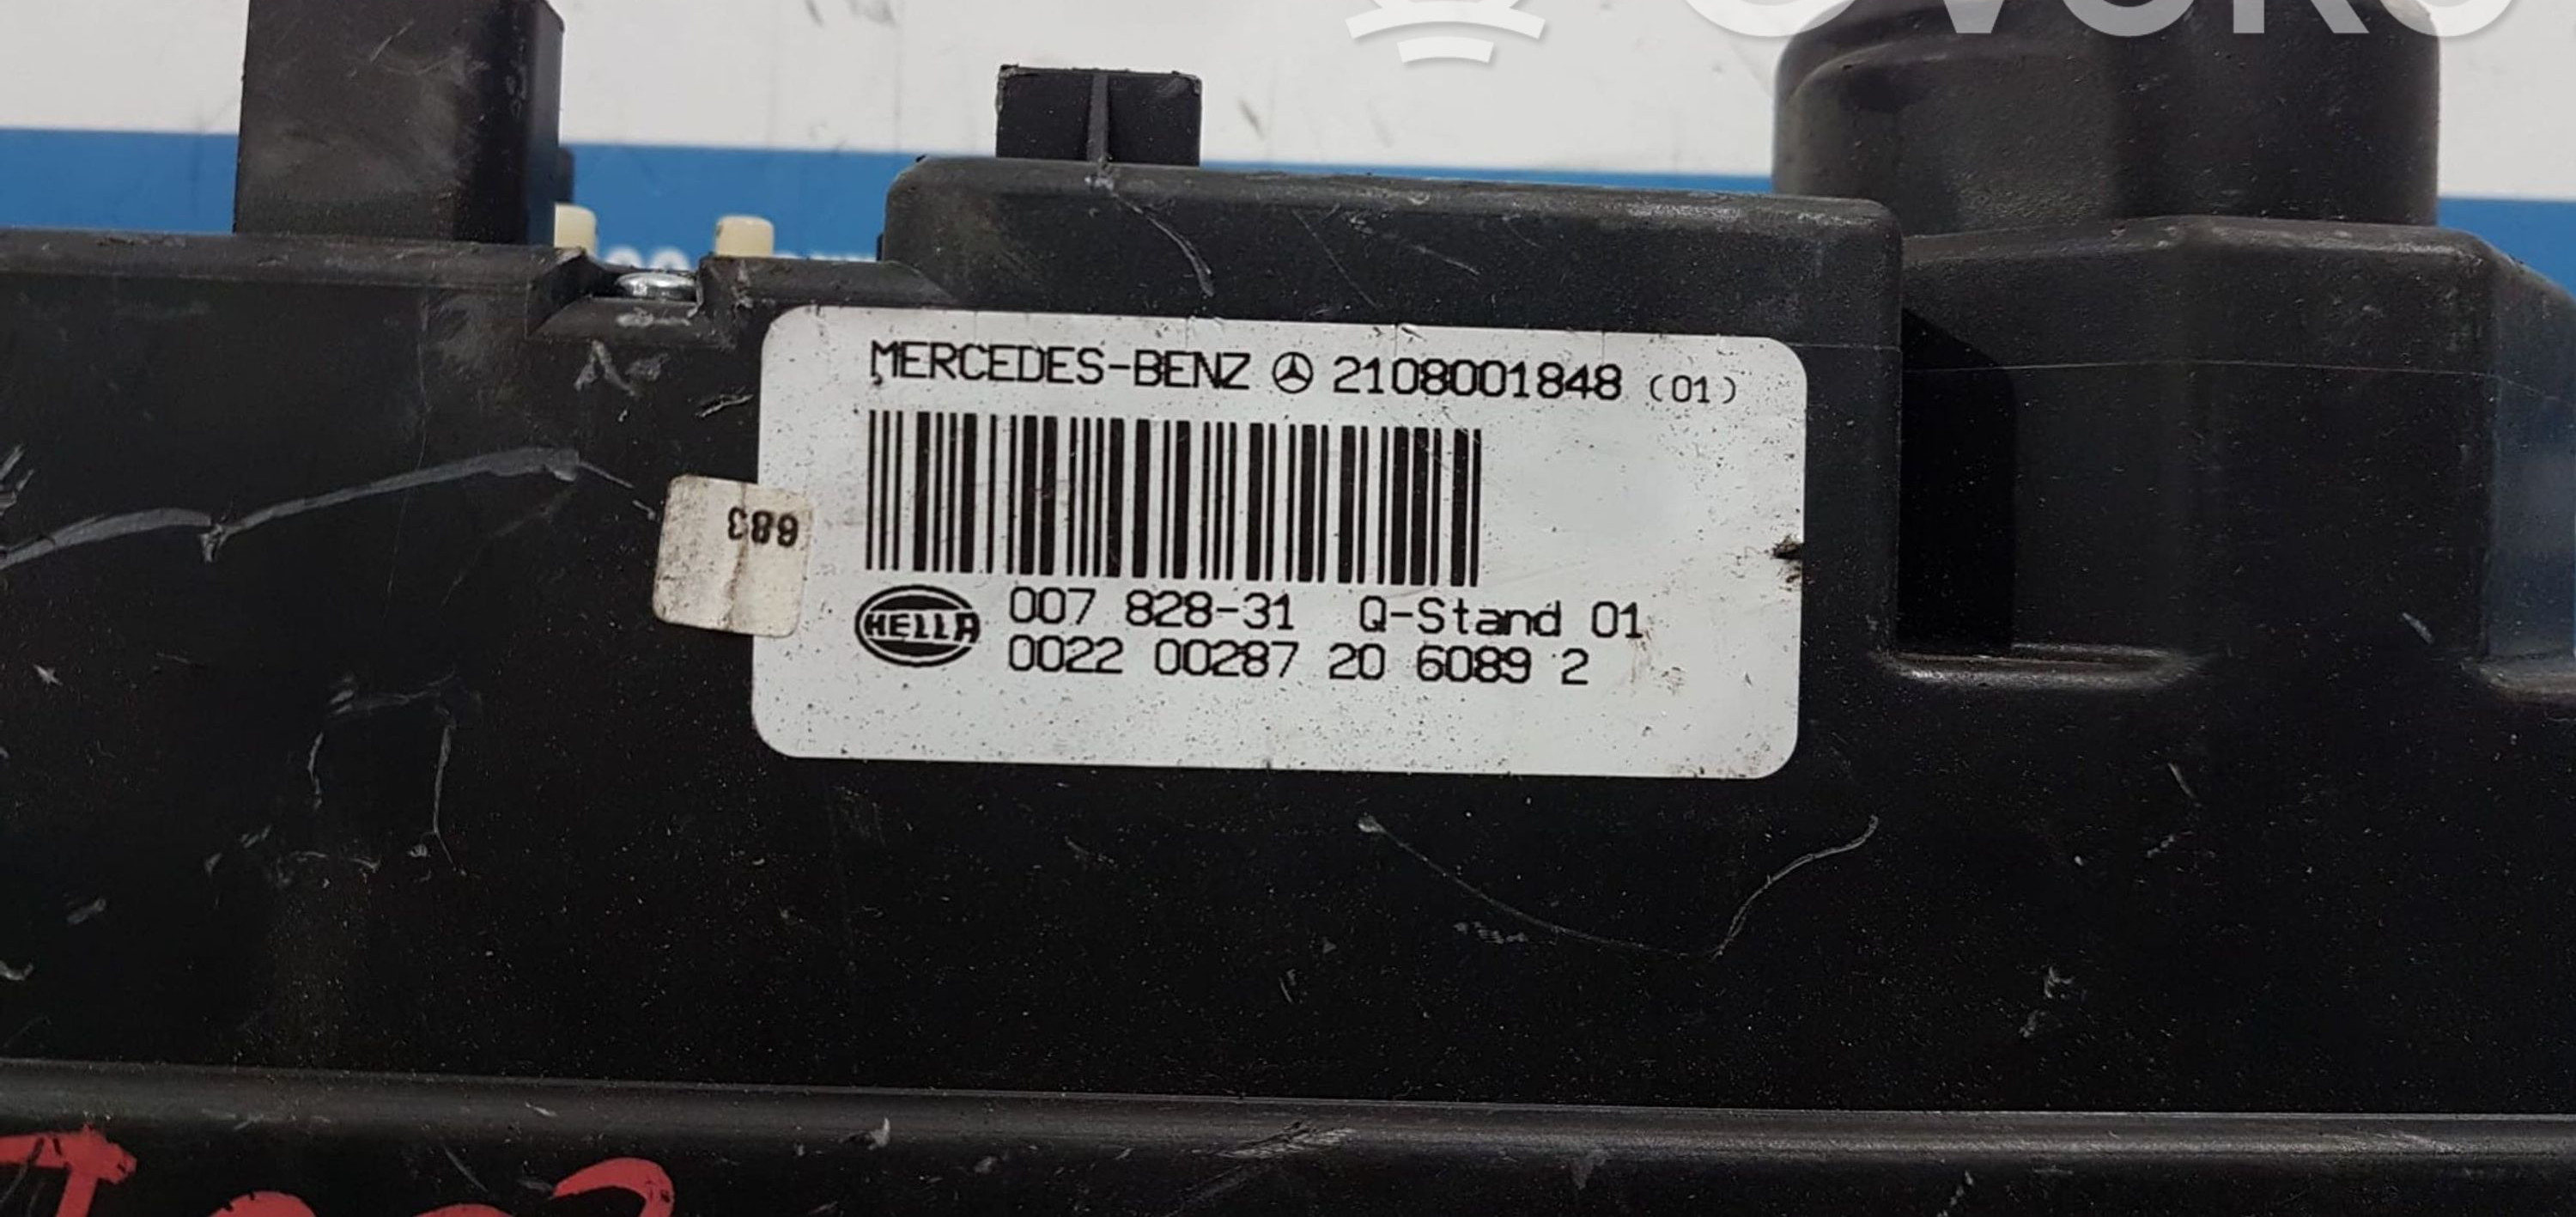 MERCEDES-BENZ 2108001848 (01)
683
HELLA 007 828-31 Q-Stand 01
0022 00287 20 6089 2